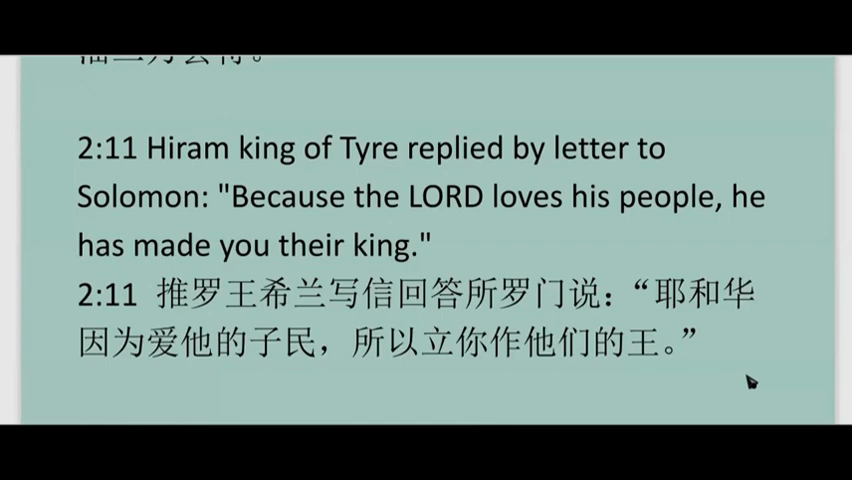 2:11 Hiram king of Tyre replied by letter to
Solomon: "Because the LORD loves his people, he
has made you their king."
2:11 推罗王希兰写信回答所罗门说：“耶和华
因为爱他的子民，所以立你作他们的王。”